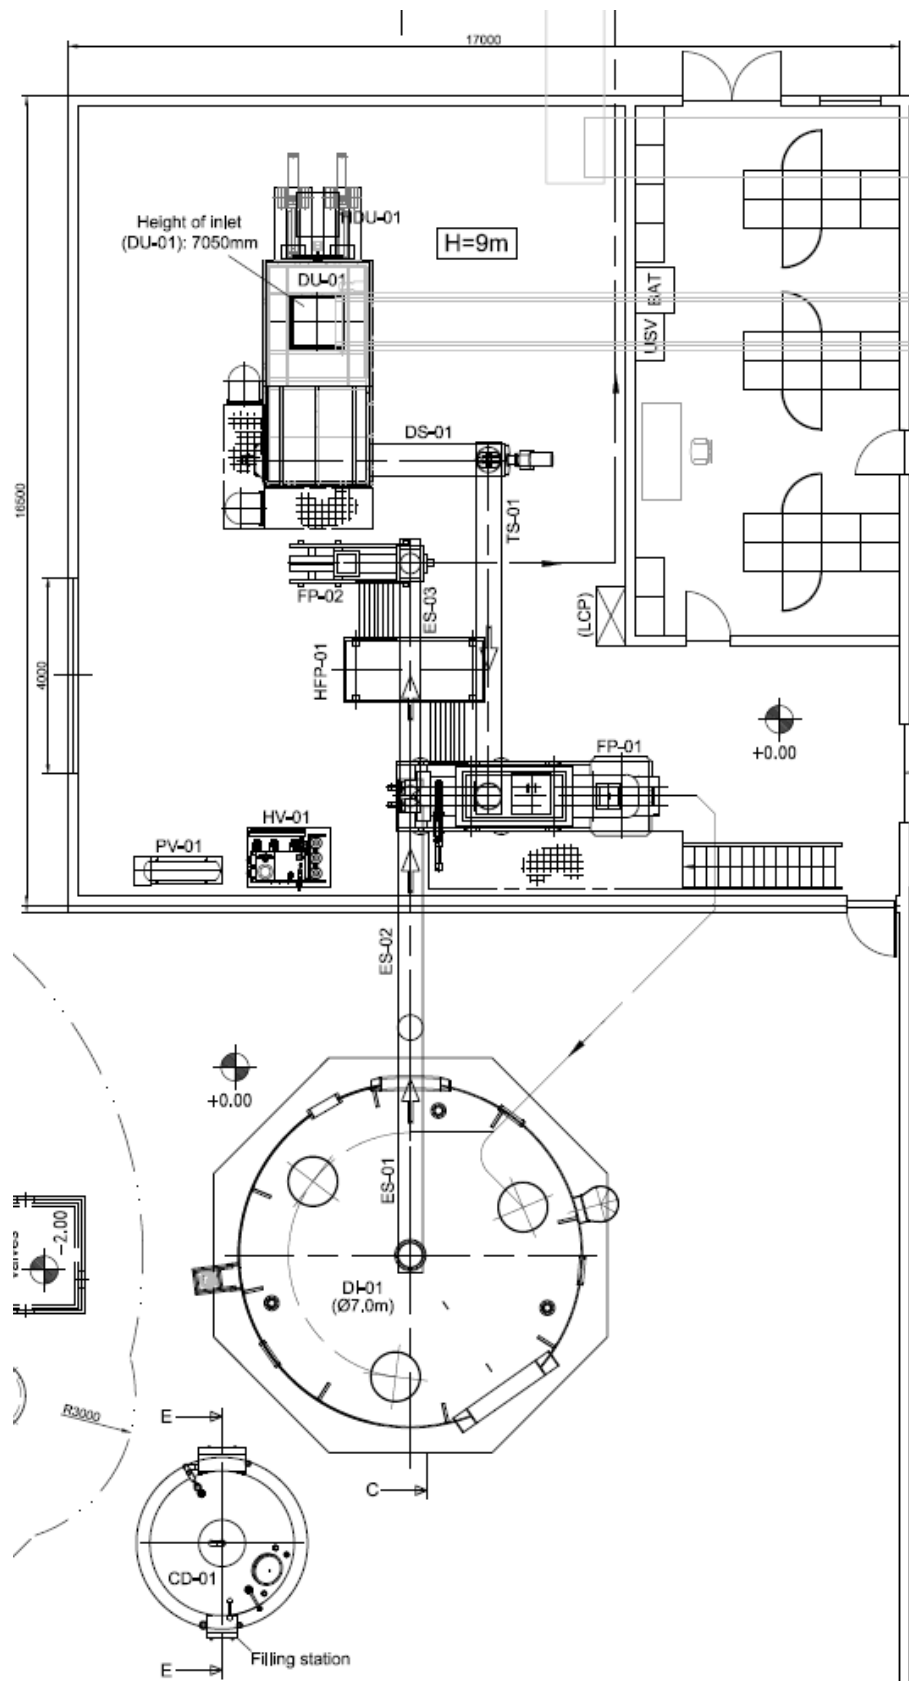 17000
Height of inlet
(DU-01): 7050mm
HDU-01
H=9m
DU-01
BAT
USV
DS-01
16500
TS-01
FP-02
ES-03
(LCP)
HFP-01
4000
FP-01
+0.00
PV-01
HV-01
ES-02
+0.00
ES-01
-2.00
DI-01
(Ø7,0m)
R3000
E
C
CD-01
Filling station
E